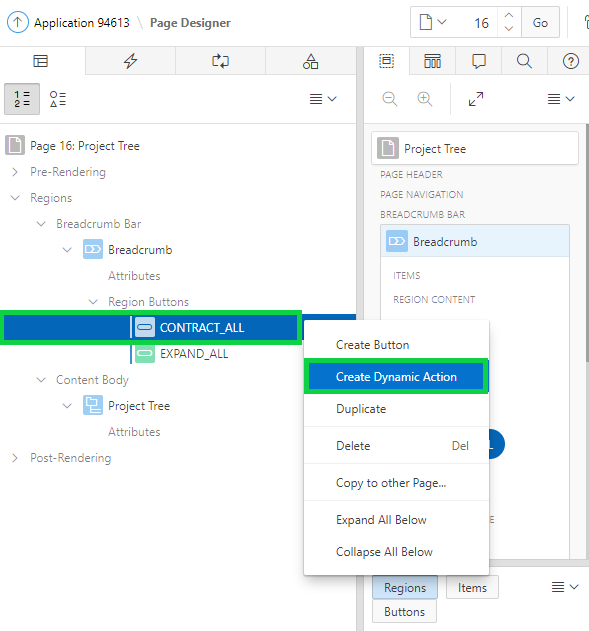 Application 94613 \ Page Designer
16
Go
Page 16: Project Tree
Pre-Rendering
Regions
Breadcrumb Bar
Breadcrumb
Attributes
Region Buttons
CONTRACT_ALL
EXPAND_ALL
Content Body
Project Tree
Attributes
Post-Rendering
Create Button
Create Dynamic Action
Duplicate
Delete Del
Copy to other Page...
Expand All Below
Collapse All Below
Project Tree
PAGE HEADER
PAGE NAVIGATION
BREADCRUMB BAR
Breadcrumb
ITEMS
REGION CONTENT
Regions
Items
Buttons